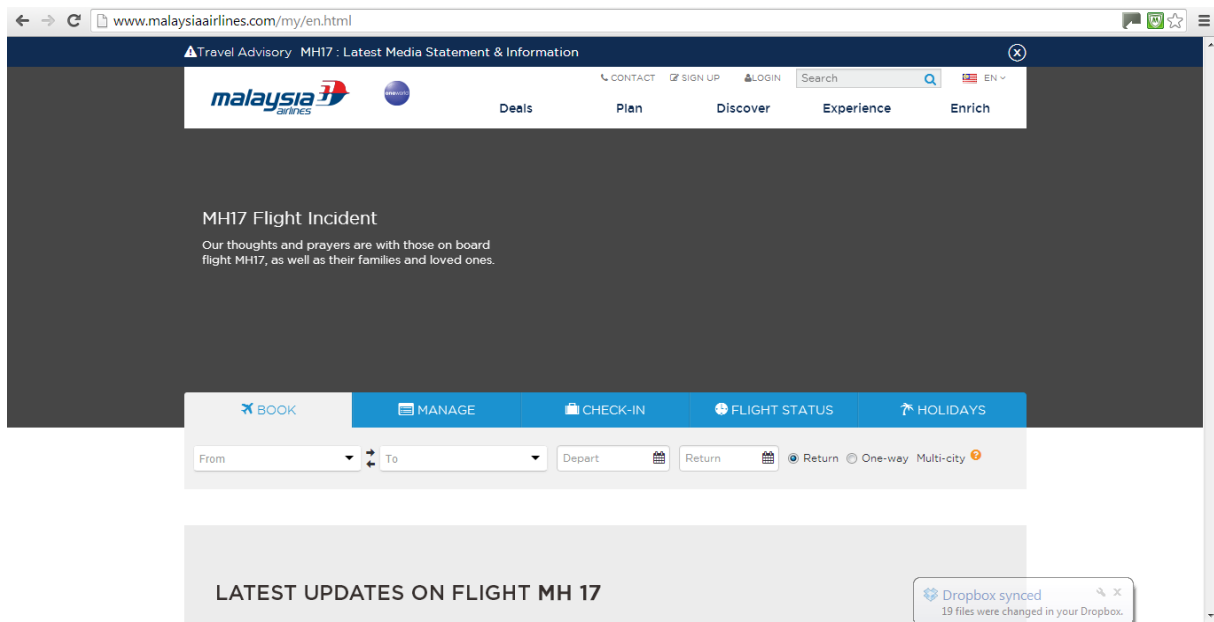 www.malaysiaairlines.com/my/en.html
Travel Advisory MH17 : Latest Media Statement & Information
CONTACT SIGN UP LOGIN Search EN
malaysia
airlines
oneworld
Deals Plan Discover Experience Enrich
MH17 Flight Incident
Our thoughts and prayers are with those on board
flight MH17, as well as their families and loved ones.
BOOK MANAGE CHECK-IN FLIGHT STATUS HOLIDAYS
From To Depart Return Return One-way Multi-city ?
LATEST UPDATES ON FLIGHT MH 17
Dropbox synced
19 files were changed in your Dropbox.